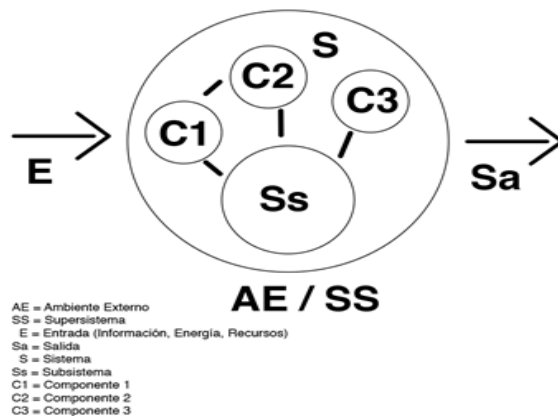 S
C2
C3
C1
E
Sa
Ss
AE / SS
AE = Ambiente Externo
SS = Supersistema
E = Entrada (Información, Energía, Recursos)
Sa = Salida
S = Sistema
Ss = Subsistema
C1 = Componente 1
C2 = Componente 2
C3 = Componente 3